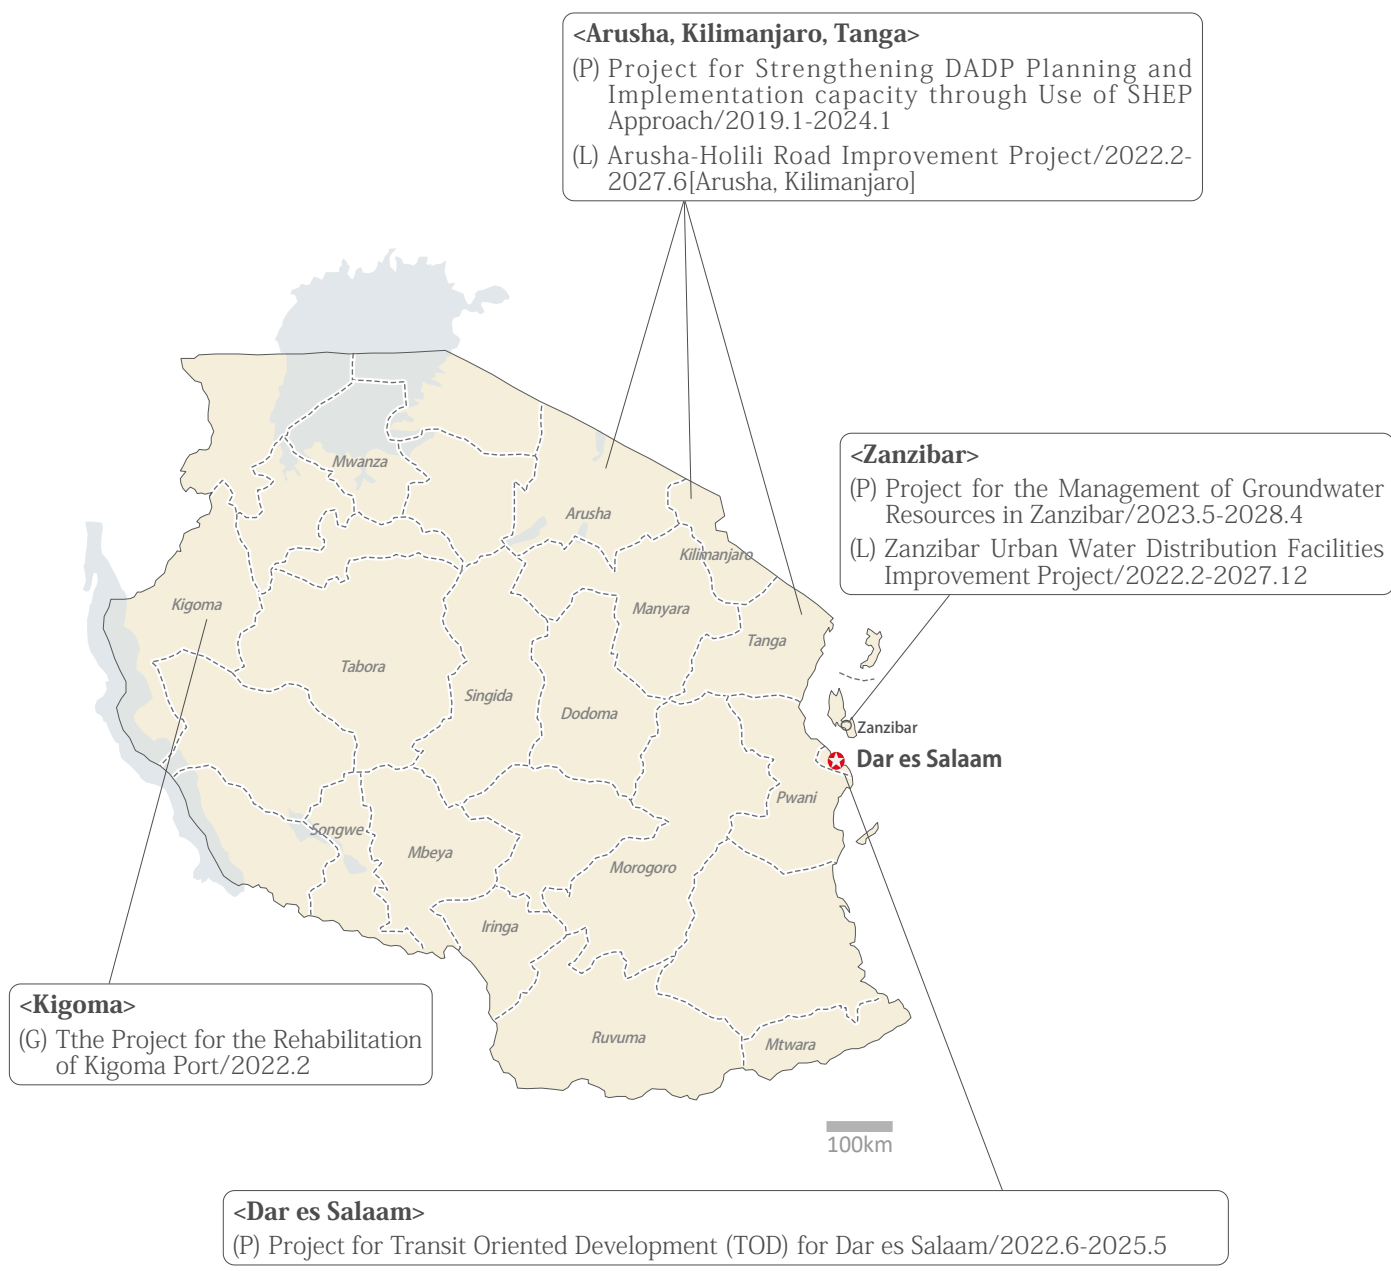 <Arusha, Kilimanjaro, Tanga>
(P) Project for Strengthening DADP Planning and
Implementation capacity through Use of SHEP
Approach/2019.1-2024.1
(L) Arusha-Holili Road Improvement Project/2022.2-
2027.6[Arusha, Kilimanjaro]
<Zanzibar>
(P) Project for the Management of Groundwater
Resources in Zanzibar/2023.5-2028.4
(L) Zanzibar Urban Water Distribution Facilities
Improvement Project/2022.2-2027.12
Mwanza
Arusha
Kilimanjaro
Kigoma
Manyara
Tanga
Tabora
Singida
Dodoma
Zanzibar
Dar es Salaam
Pwani
Songwe
Mbeya
Morogoro
Iringa
Ruvuma
Mtwara
<Kigoma>
(G) Tthe Project for the Rehabilitation
of Kigoma Port/2022.2
100km
<Dar es Salaam>
(P) Project for Transit Oriented Development (TOD) for Dar es Salaam/2022.6-2025.5